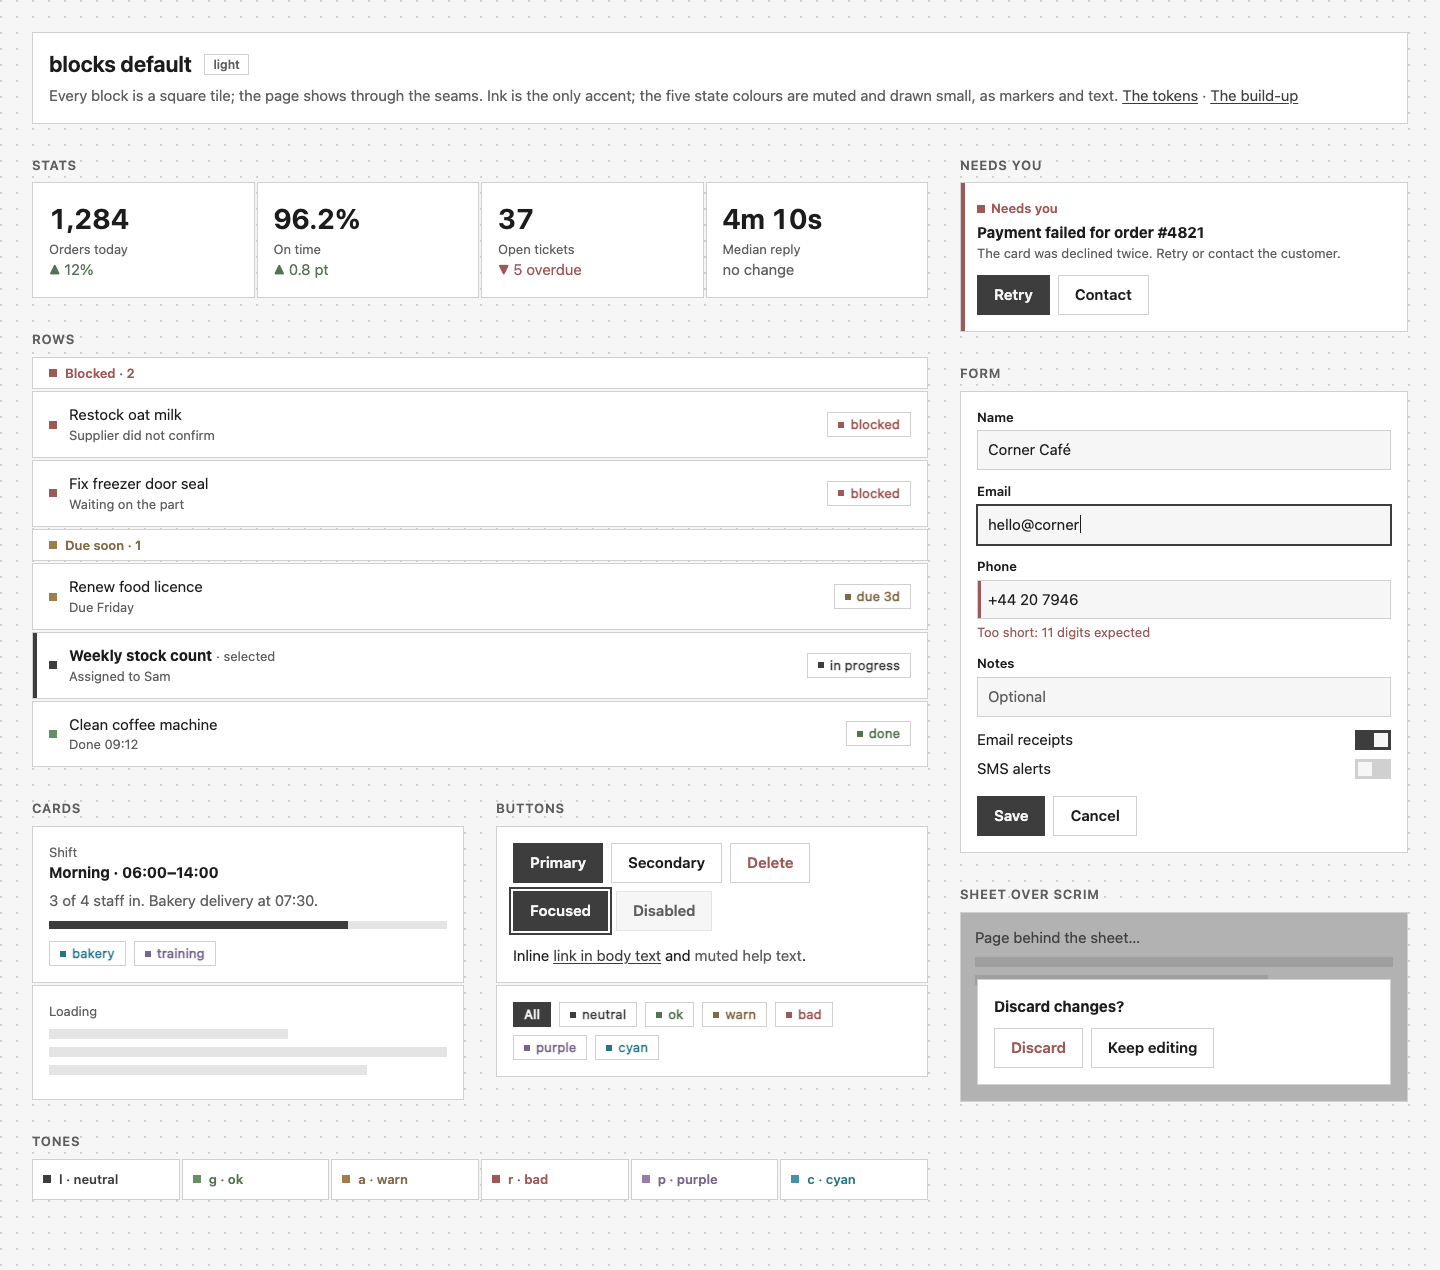 blocks default light
Every block is a square tile; the page shows through the seams. Ink is the only accent; the five state colours are muted and drawn small, as markers and text. The tokens · The build-up
STATS
1,284
Orders today
▲ 12%
96.2%
On time
▲ 0.8 pt
37
Open tickets
▼ 5 overdue
4m 10s
Median reply
no change
ROWS
Blocked · 2
Restock oat milk
Supplier did not confirm
blocked
Fix freezer door seal
Waiting on the part
blocked
Due soon · 1
Renew food licence
Due Friday
due 3d
Weekly stock count · selected
Assigned to Sam
in progress
Clean coffee machine
Done 09:12
done
CARDS
Shift
Morning · 06:00–14:00
3 of 4 staff in. Bakery delivery at 07:30.
bakery training
Loading
BUTTONS
Primary Secondary Delete
Focused Disabled
Inline link in body text and muted help text.
All neutral ok warn bad
purple cyan
TONES
l · neutral g · ok a · warn r · bad p · purple c · cyan
NEEDS YOU
Needs you
Payment failed for order #4821
The card was declined twice. Retry or contact the customer.
Retry Contact
FORM
Name
Corner Café
Email
hello@corner
Phone
+44 20 7946
Too short: 11 digits expected
Notes
Optional
Email receipts
SMS alerts
Save Cancel
SHEET OVER SCRIM
Page behind the sheet…
Discard changes?
Discard Keep editing